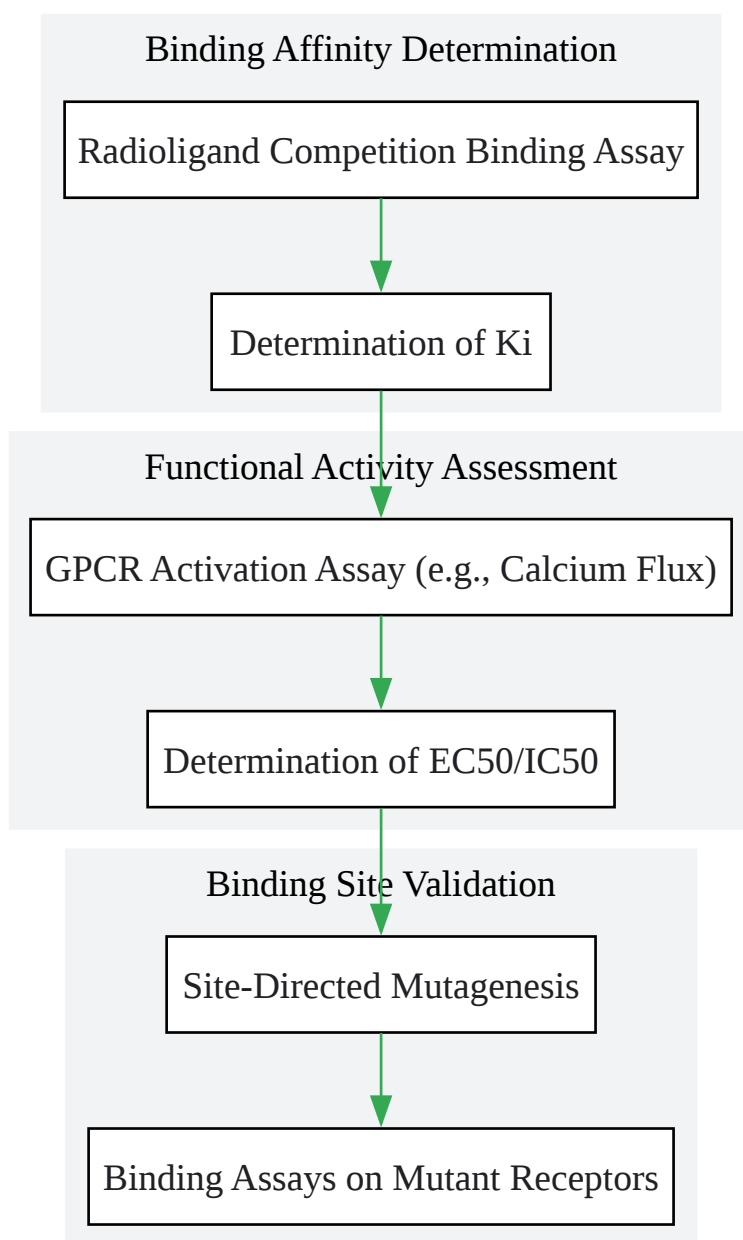 Binding Affinity Determination
Radioligand Competition Binding Assay
Determination of Ki
Functional Activity Assessment
GPCR Activation Assay (e.g., Calcium Flux)
Determination of EC50/IC50
Binding Site Validation
Site-Directed Mutagenesis
Binding Assays on Mutant Receptors